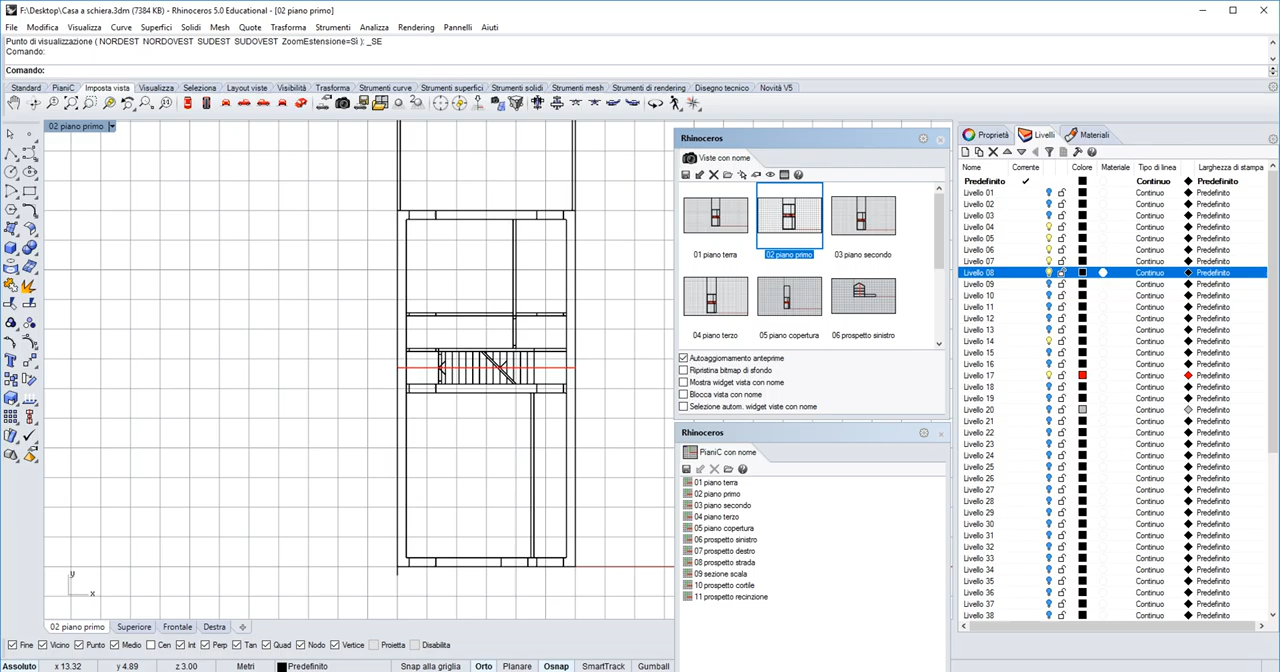 F:\Desktop\Casa a schiera.3dm (7384 KB) - Rhinoceros 5.0 Educational - [02 piano primo]
File Modifica Visualizza Curve Superfici Solidi Mesh Quote Trasforma Strumenti Analizza Rendering Pannelli Aiuti
Punto di visualizzazione ( NORDEST NORDOVEST SUDEST SUDOVEST ZoomEstensione=Sì ): _SE
Comando:
Comando:
Standard PianiC Imposta vista Visualizza Seleziona Layout viste Visibilità Trasforma Strumenti curve Strumenti superfici Strumenti solidi Strumenti mesh Strumenti di rendering Disegno tecnico Novità V5
02 piano primo
y
x
02 piano primo Superiore Frontale Destra
Rhinoceros
Viste con nome
01 piano terra 02 piano primo 03 piano secondo
04 piano terzo 05 piano copertura 06 prospetto sinistro
Autoaggiornamento anteprime
Ripristina bitmap di sfondo
Mostra widget vista con nome
Blocca vista con nome
Selezione autom. widget viste con nome
Rhinoceros
PianiC con nome
01 piano terra
02 piano primo
03 piano secondo
04 piano terzo
05 piano copertura
06 prospetto sinistro
07 prospetto destro
08 prospetto strada
09 sezione scala
10 prospetto cortile
11 prospetto recinzione
Proprietà Livelli Materiali
Nome Corrente Colore Materiale Tipo di linea Larghezza di stampa
Predefinito Continuo Predefinito
Livello 01 Continuo Predefinito
Livello 02 Continuo Predefinito
Livello 03 Continuo Predefinito
Livello 04 Continuo Predefinito
Livello 05 Continuo Predefinito
Livello 06 Continuo Predefinito
Livello 07 Continuo Predefinito
Livello 08 Continuo Predefinito
Livello 09 Continuo Predefinito
Livello 10 Continuo Predefinito
Livello 11 Continuo Predefinito
Livello 12 Continuo Predefinito
Livello 13 Continuo Predefinito
Livello 14 Continuo Predefinito
Livello 15 Continuo Predefinito
Livello 16 Continuo Predefinito
Livello 17 Continuo Predefinito
Livello 18 Continuo Predefinito
Livello 19 Continuo Predefinito
Livello 20 Continuo Predefinito
Livello 21 Continuo Predefinito
Livello 22 Continuo Predefinito
Livello 23 Continuo Predefinito
Livello 24 Continuo Predefinito
Livello 25 Continuo Predefinito
Livello 26 Continuo Predefinito
Livello 27 Continuo Predefinito
Livello 28 Continuo Predefinito
Livello 29 Continuo Predefinito
Livello 30 Continuo Predefinito
Livello 31 Continuo Predefinito
Livello 32 Continuo Predefinito
Livello 33 Continuo Predefinito
Livello 34 Continuo Predefinito
Livello 35 Continuo Predefinito
Livello 36 Continuo Predefinito
Livello 37 Continuo Predefinito
Livello 38 Continuo Predefinito
Fine Vicino Punto Medio Cen Int Perp Tan Quad Nodo Vertice Proietta Disabilita
Assoluto x 13.32 y 4.89 z 3.00 Metri Predefinito Snap alla griglia Orto Planare Osnap SmartTrack Gumball